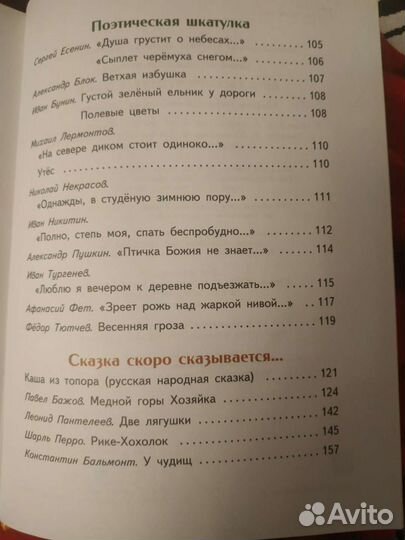 Поэтическая шкатулка
Сергей Есенин. «Душа грустит о небесах...» 105
«Сыплет черёмуха снегом...» 106
Александр Блок. Ветхая избушка 107
Иван Бунин. Густой зелёный ельник у дороги 108
Полевые цветы 108
Михаил Лермонтов.
«На севере диком стоит одиноко...» 110
Утёс 110
Николай Некрасов.
«Однажды, в студёную зимнюю пору...» 111
Иван Никитин.
«Полно, степь моя, спать беспробудно...» 112
Александр Пушкин. «Птичка Божия не знает...» 114
Иван Тургенев.
«Люблю я вечером к деревне подъезжать...» 115
Афанасий Фет. «Зреет рожь над жаркой нивой...» 117
Фёдор Тютчев. Весенняя гроза 119
Сказка скоро сказывается...
Каша из топора (русская народная сказка) 121
Павел Бажов. Медной горы Хозяйка 124
Леонид Пантелеев. Две лягушки 142
Шарль Перро. Рике-Хохолок 145
Константин Бальмонт. У чудищ 157
Avito